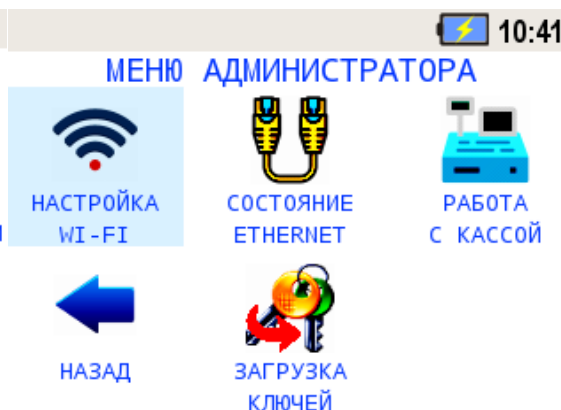 10:41
МЕНЮ АДМИНИСТРАТОРА
НАСТРОЙКА
WI-FI
СОСТОЯНИЕ
ETHERNET
РАБОТА
С КАССОЙ
НАЗАД
ЗАГРУЗКА
КЛЮЧЕЙ